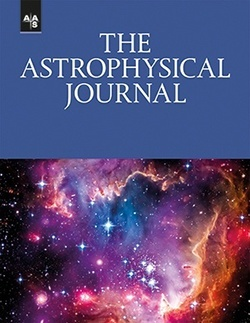 AAS
THE
ASTROPHYSICAL
JOURNAL